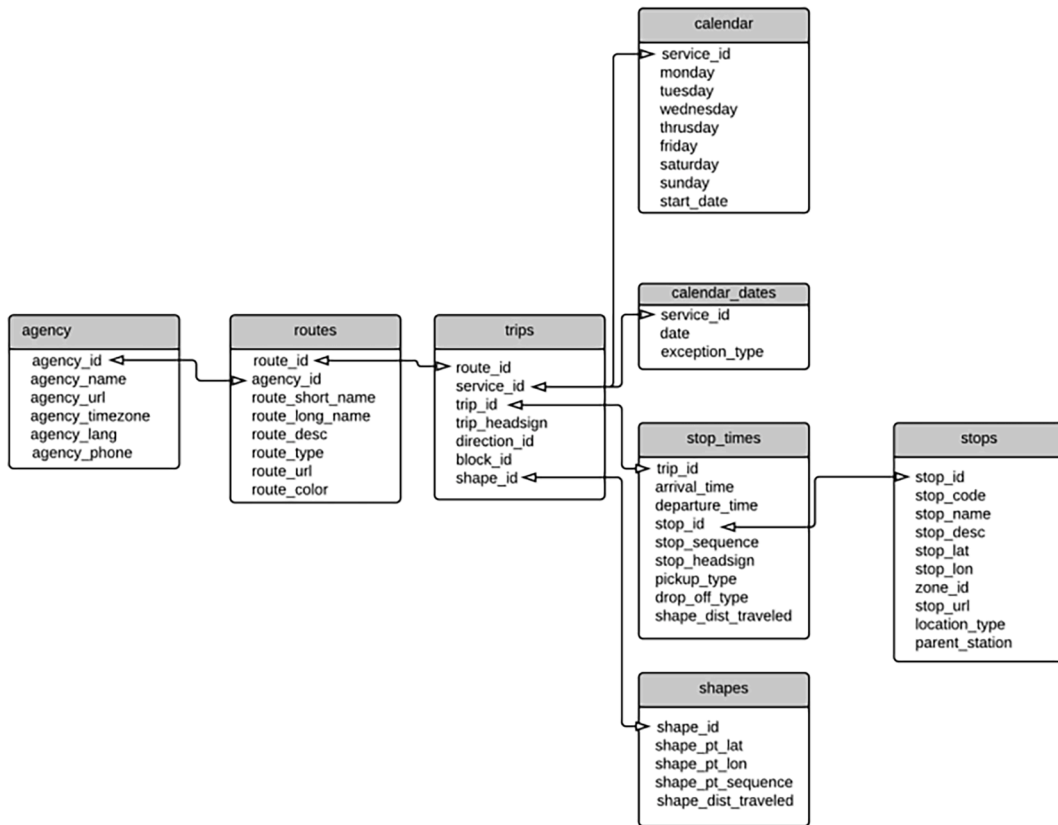 calendar
service_id
monday
tuesday
wednesday
thrusday
friday
saturday
sunday
start_date
calendar_dates
service_id
date
exception_type
agency
agency_id
agency_name
agency_url
agency_timezone
agency_lang
agency_phone
routes
route_id
agency_id
route_short_name
route_long_name
route_desc
route_type
route_url
route_color
trips
route_id
service_id
trip_id
trip_headsign
direction_id
block_id
shape_id
stop_times
trip_id
arrival_time
departure_time
stop_id
stop_sequence
stop_headsign
pickup_type
drop_off_type
shape_dist_traveled
stops
stop_id
stop_code
stop_name
stop_desc
stop_lat
stop_lon
zone_id
stop_url
location_type
parent_station
shapes
shape_id
shape_pt_lat
shape_pt_lon
shape_pt_sequence
shape_dist_traveled